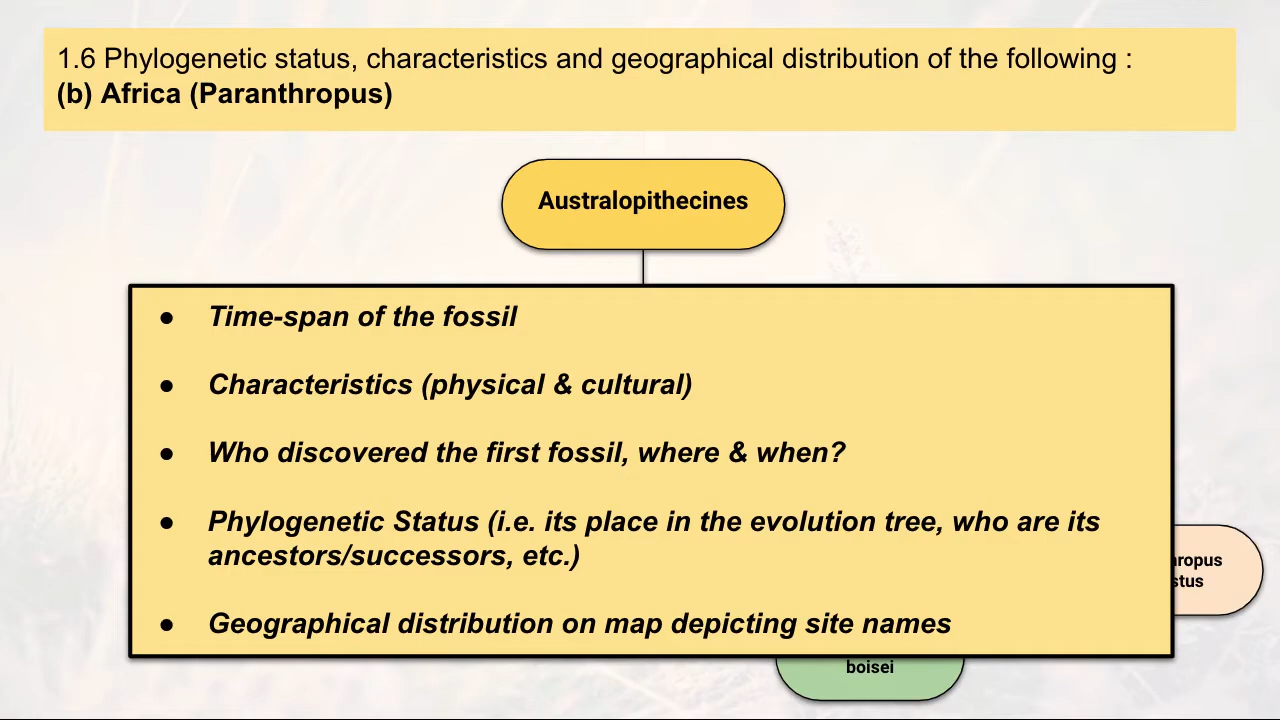 1.6 Phylogenetic status, characteristics and geographical distribution of the following :
(b) Africa (Paranthropus)
Australopithecines
● Time-span of the fossil
● Characteristics (physical & cultural)
● Who discovered the first fossil, where & when?
● Phylogenetic Status (i.e. its place in the evolution tree, who are its
ancestors/successors, etc.)
● Geographical distribution on map depicting site names
boisei